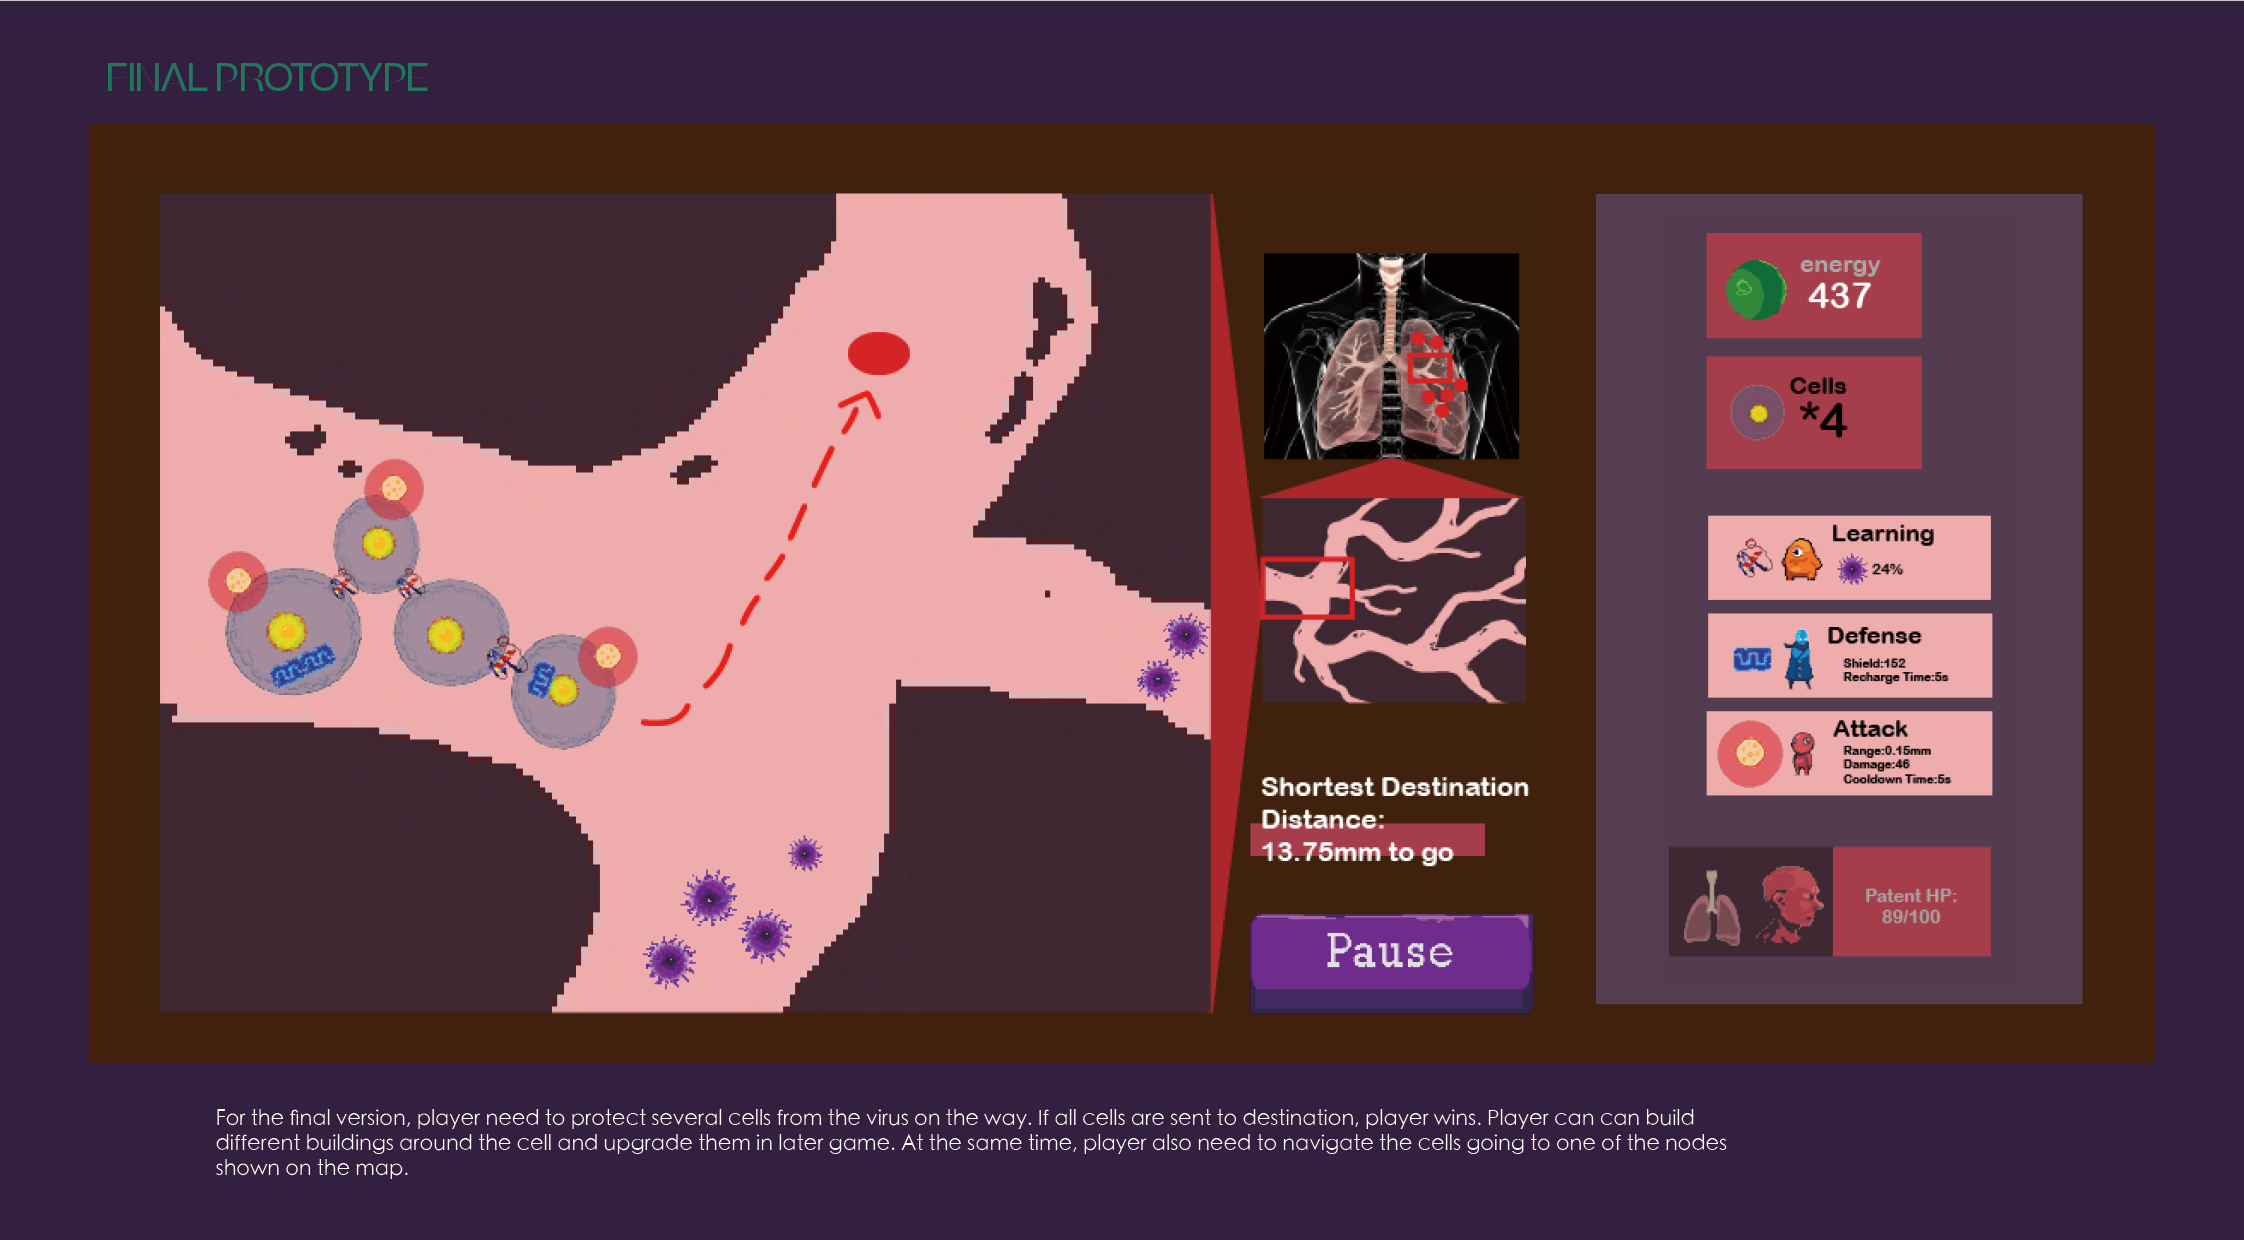 FINAL PROTOTYPE
energy
437
Cells
*4
Learning
24%
Defense
Shield:152
Recharge Time:5s
Attack
Range:0.15mm
Damage:46
Cooldown Time:5s
Patent HP:
89/100
Shortest Destination
Distance:
13.75mm to go
Pause
For the final version, player need to protect several cells from the virus on the way. If all cells are sent to destination, player wins. Player can can build
different buildings around the cell and upgrade them in later game. At the same time, player also need to navigate the cells going to one of the nodes
shown on the map.